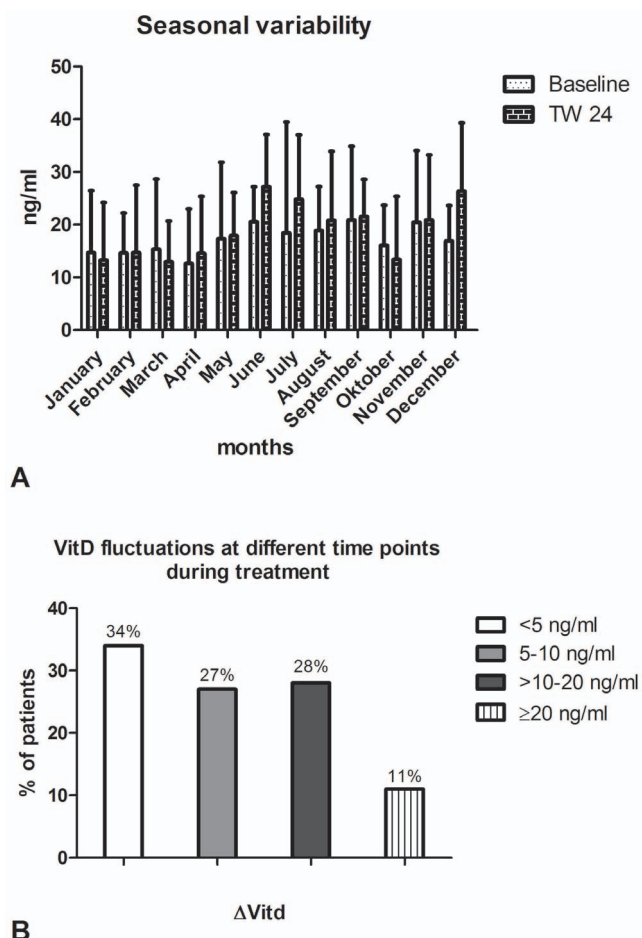 Seasonal variability
50
40
30
20
10
0
ng/ml
Baseline
TW 24
January
February
March
April
May
June
July
August
September
Oktober
November
December
months
A
VitD fluctuations at different time points
during treatment
40
30
20
10
0
% of patients
34%
27%
28%
11%
<5 ng/ml
5-10 ng/ml
>10-20 ng/ml
≥20 ng/ml
ΔVitd
B